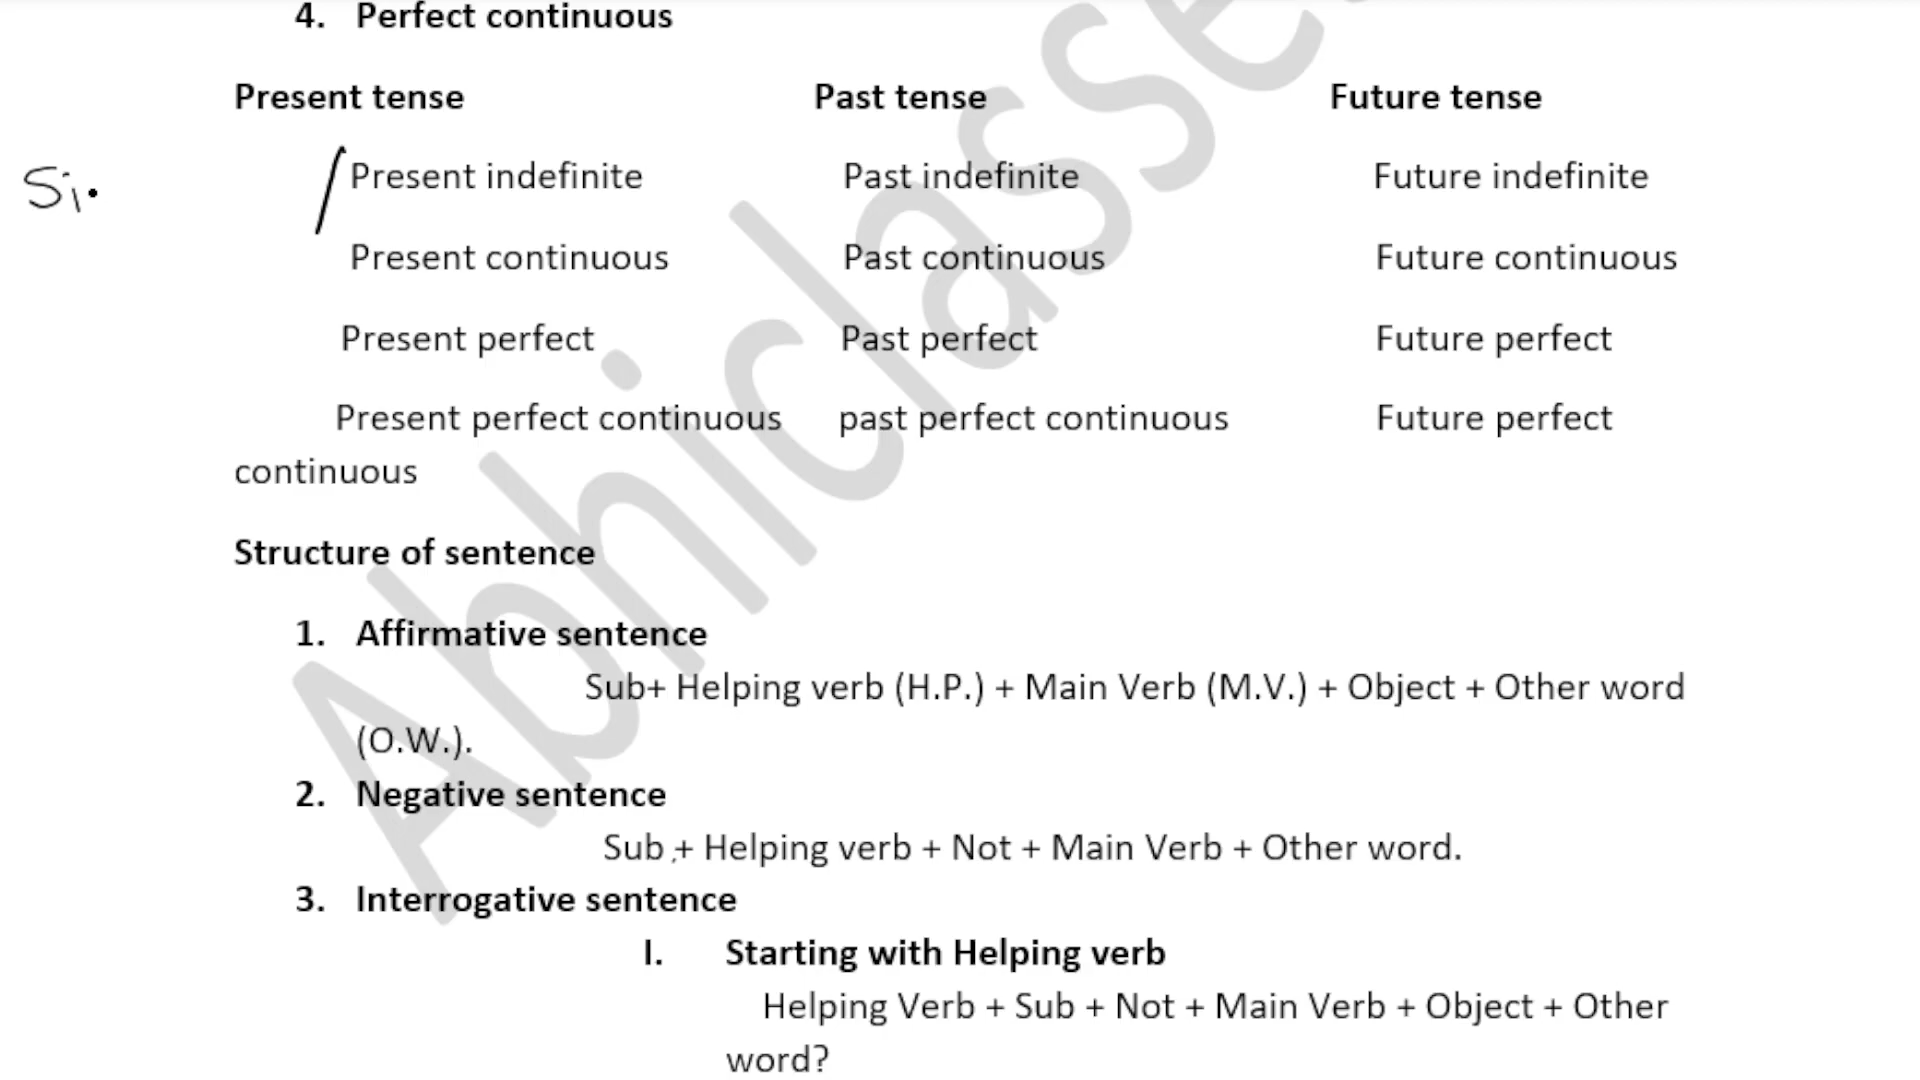 4. Perfect continuous
Present tense Past tense Future tense
Si
Present indefinite Past indefinite Future indefinite
Present continuous Past continuous Future continuous
Present perfect Past perfect Future perfect
Present perfect continuous past perfect continuous Future perfect
continuous
Structure of sentence
1. Affirmative sentence
Sub+ Helping verb (H.P.) + Main Verb (M.V.) + Object + Other word
(O.W.).
2. Negative sentence
Sub + Helping verb + Not + Main Verb + Other word.
3. Interrogative sentence
I. Starting with Helping verb
Helping Verb + Sub + Not + Main Verb + Object + Other
word?
Abhiclasse